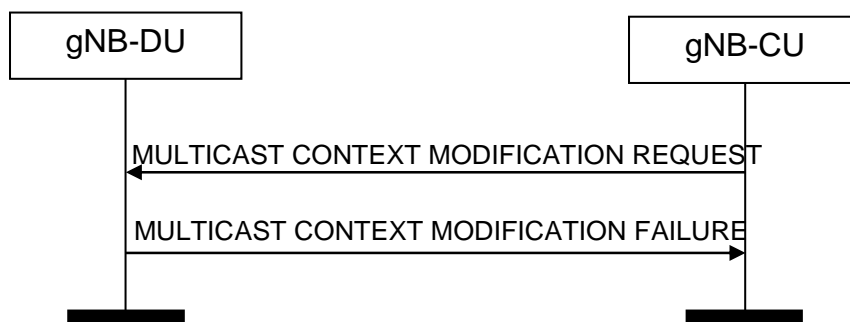 gNB-DU
gNB-CU
MULTICAST CONTEXT MODIFICATION REQUEST
MULTICAST CONTEXT MODIFICATION FAILURE